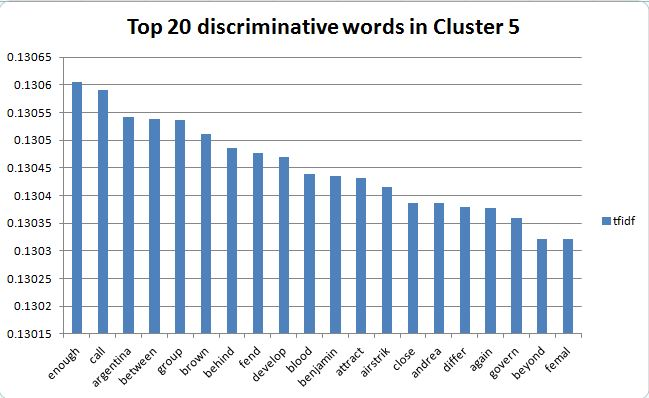 Top 20 discriminative words in Cluster 5
0.13065
0.1306
0.13055
0.1305
0.13045
0.1304
0.13035
0.1303
0.13025
0.1302
0.13015
enough
call
argentina
between
group
brown
behind
fend
develop
blood
benjamin
attract
airstrik
close
andrea
differ
again
govern
beyond
femal
tfidf